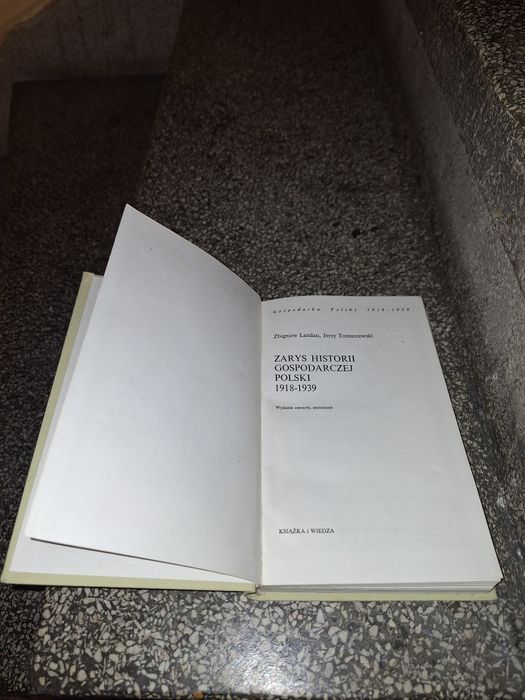 Gospodarka Polski 1918-1939
Zbigniew Landau, Jerzy Tomaszewski
ZARYS HISTORII
GOSPODARCZEJ
POLSKI
1918-1939
Wydanie czwarte, zmienione
KSIĄŻKA i WIEDZA